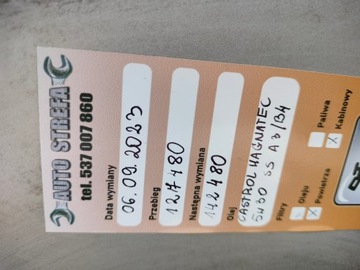 AUTO STREFA
tel. 537 007 860
Data wymiany
06.09.2023
Przebieg
127480
Następna wymiana
142480
Olej
CASTROL MAGNATEC
5W30 SS A3/B4
Filtry
Oleju
X Powietrza
Paliwa
X Kabinowy